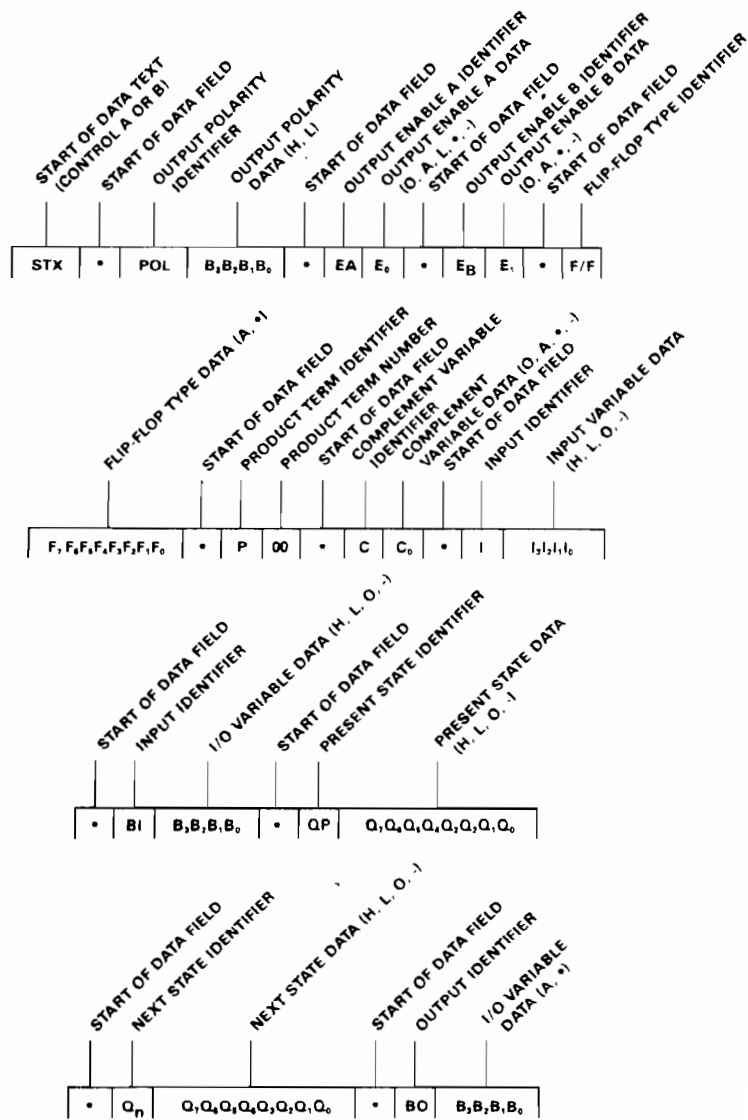 START OF DATA TEXT
(CONTROL A OR B)
START OF DATA FIELD
OUTPUT POLARITY
IDENTIFIER
OUTPUT POLARITY
DATA (H, L)
START OF DATA FIELD
OUTPUT ENABLE A IDENTIFIER
OUTPUT ENABLE A DATA
(O, A, L, •, -)
START OF DATA FIELD
OUTPUT ENABLE B IDENTIFIER
OUTPUT ENABLE B DATA
(O, A, •, -)
START OF DATA FIELD
FLIP-FLOP TYPE IDENTIFIER
STX • POL B₃B₂B₁B₀ • EA E₀ • E_B E₁ • F/F
FLIP-FLOP TYPE DATA (A, •)
START OF DATA FIELD
PRODUCT TERM IDENTIFIER
PRODUCT TERM NUMBER
START OF DATA FIELD
COMPLEMENT VARIABLE
IDENTIFIER
COMPLEMENT
VARIABLE DATA (O, A, •, -)
START OF DATA FIELD
INPUT IDENTIFIER
INPUT VARIABLE DATA
(H, L, O, -)
F₇F₆F₅F₄F₃F₂F₁F₀ • P 00 • C C₀ • I I₃I₂I₁I₀
START OF DATA FIELD
INPUT IDENTIFIER
I/O VARIABLE DATA (H, L, O, -)
START OF DATA FIELD
PRESENT STATE IDENTIFIER
PRESENT STATE DATA
(H, L, O, -)
• BI B₃B₂B₁B₀ • QP Q₇Q₆Q₅Q₄Q₂Q₂Q₁Q₀
START OF DATA FIELD
NEXT STATE IDENTIFIER
NEXT STATE DATA (H, L, O, -)
START OF DATA FIELD
OUTPUT IDENTIFIER
I/O VARIABLE
DATA (A, •)
• Qn Q₇Q₆Q₅Q₆Q₃Q₂Q₁Q₀ • BO B₃B₂B₁B₀